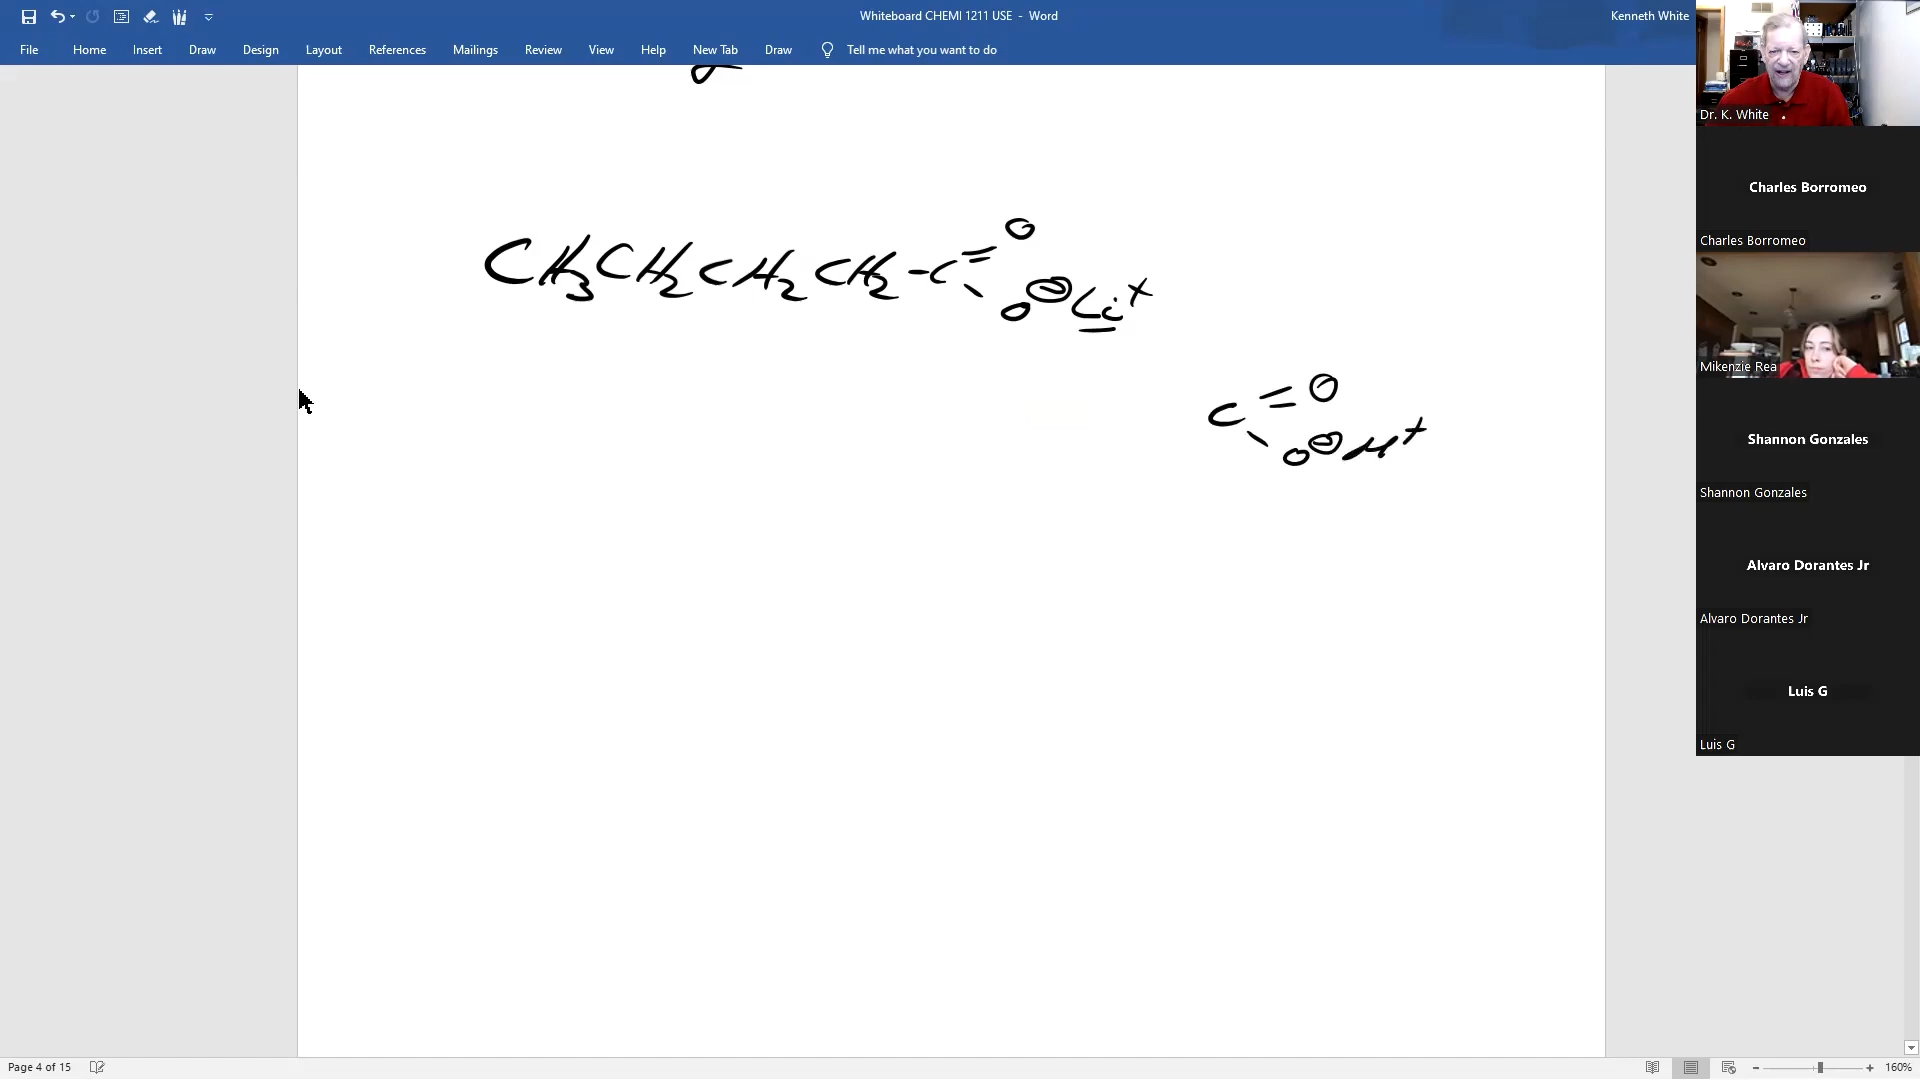 Whiteboard CHEMI 1211 USE - Word
Kenneth White
File Home Insert Draw Design Layout References Mailings Review View Help New Tab Draw Tell me what you want to do
Dr. K. White
CH3CH2CH2CH2-C=O
O⊖Li+
C=O
O⊖M+
Charles Borromeo
Charles Borromeo
Mikenzie Rea
Shannon Gonzales
Shannon Gonzales
Alvaro Dorantes Jr
Alvaro Dorantes Jr
Luis G
Luis G
Page 4 of 15
160%